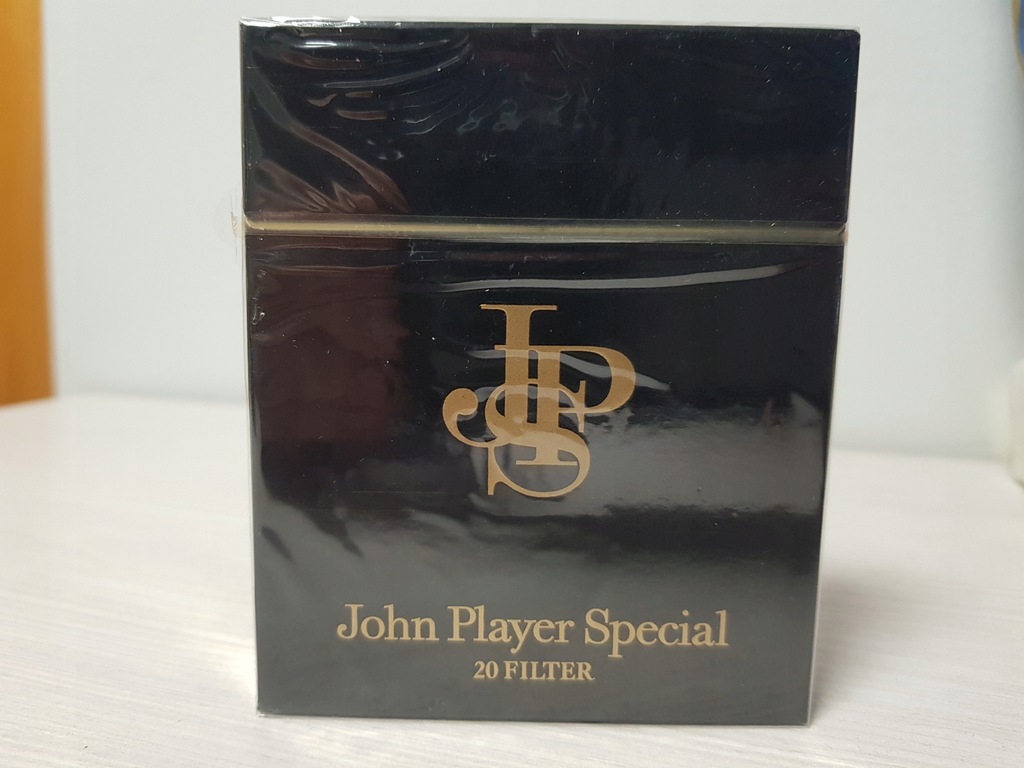 JPS
John Player Special
20 FILTER